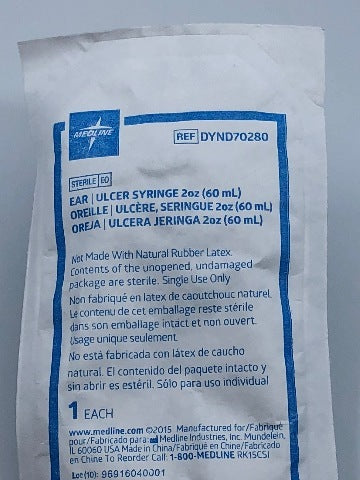 MEDLINE
REF DYND70280
STERILE EO
EAR | ULCER SYRINGE 2oz (60 mL)
OREILLE | ULCÈRE, SERINGUE 2oz (60 mL)
OREJA | ULCERA JERINGA 2oz (60 mL)
Not Made With Natural Rubber Latex.
Contents of the unopened, undamaged
package are sterile. Single Use Only
Non fabriqué en latex de caoutchouc naturel.
Le contenu de cet emballage reste stérile
dans son emballage intact et non ouvert.
Usage unique seulement.
No está fabricada con látex de caucho
natural. El contenido del paquete intacto y
sin abrir es estéril. Sólo para uso individual
1 EACH
www.medline.com ©2015 Manufactured for/Fabriqué
pour/Fabricado para: Medline Industries, Inc. Mundelein,
IL 60060 USA Made in China/Fabriqué en Chine/Fabricado
en Chine To Reorder Call: 1-800-MEDLINE RK15CSI
Lot (10): 96916040001